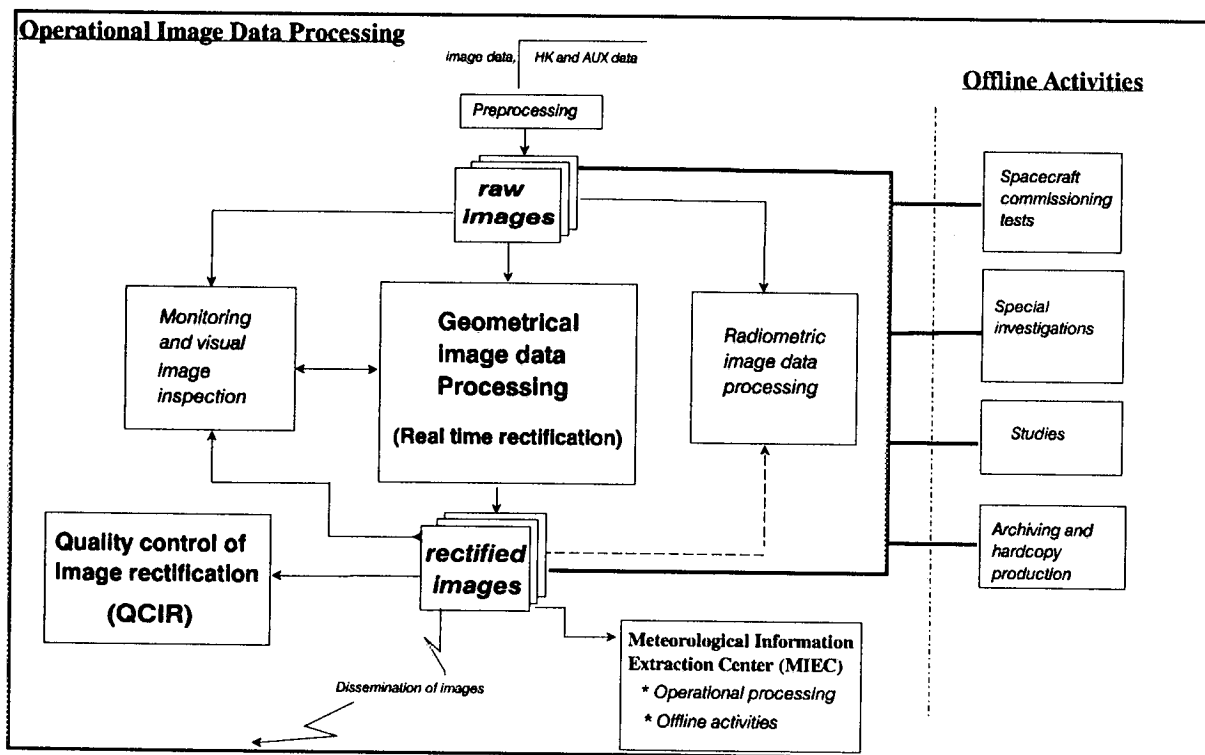 Operational Image Data Processing
image data, HK and AUX data
Offline Activities
Preprocessing
raw
images
Spacecraft
commissioning
tests
Monitoring
and visual
image
inspection
Geometrical
image data
Processing
(Real time rectification)
Radiometric
image data
processing
Special
investigations
Studies
Quality control of
image rectification
(QCIR)
rectified
images
Archiving and
hardcopy
production
Meteorological Information
Extraction Center (MIEC)
* Operational processing
* Offline activities
Dissemination of images